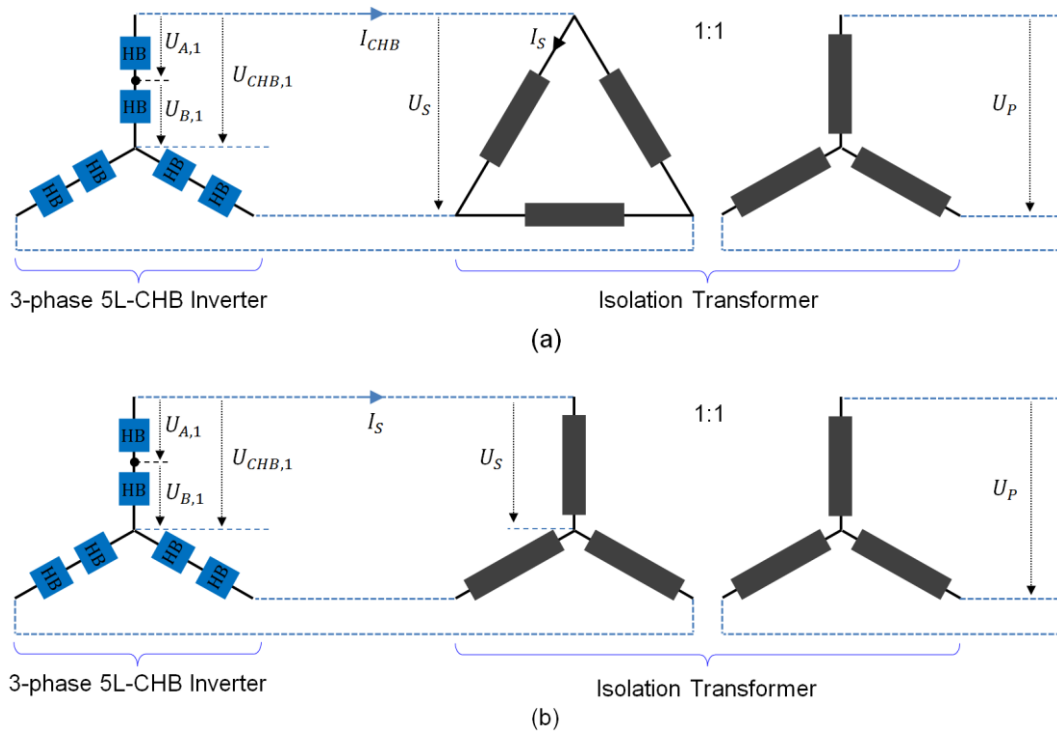 HB
HB
HB
HB
HB
HB
U_{A,1}
U_{B,1}
U_{CHB,1}
I_{CHB}
U_S
I_S
1:1
U_P
3-phase 5L-CHB Inverter
Isolation Transformer
(a)
HB
HB
HB
HB
HB
HB
U_{A,1}
U_{B,1}
U_{CHB,1}
I_S
U_S
1:1
U_P
3-phase 5L-CHB Inverter
Isolation Transformer
(b)